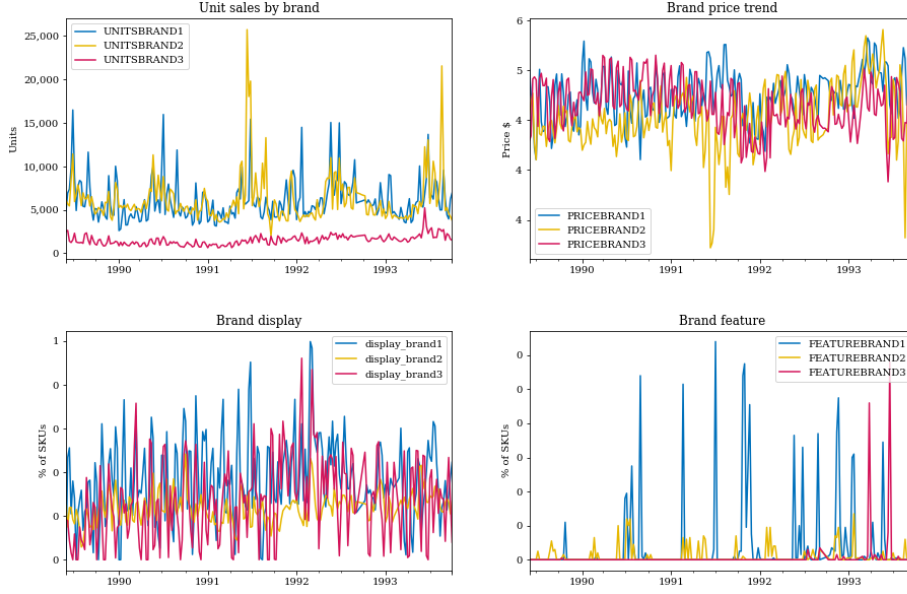 Unit sales by brand
UNITSBRAND1
UNITSBRAND2
UNITSBRAND3
25,000
20,000
15,000
10,000
5,000
0
Units
1990 1991 1992 1993
Brand price trend
6
5
4
4
4
Price $
PRICEBRAND1
PRICEBRAND2
PRICEBRAND3
1990 1991 1992 1993
Brand display
display_brand1
display_brand2
display_brand3
1
0
0
0
0
0
% of SKUs
1990 1991 1992 1993
Brand feature
FEATUREBRAND1
FEATUREBRAND2
FEATUREBRAND3
0
0
0
0
0
0
0
% of SKUs
1990 1991 1992 1993